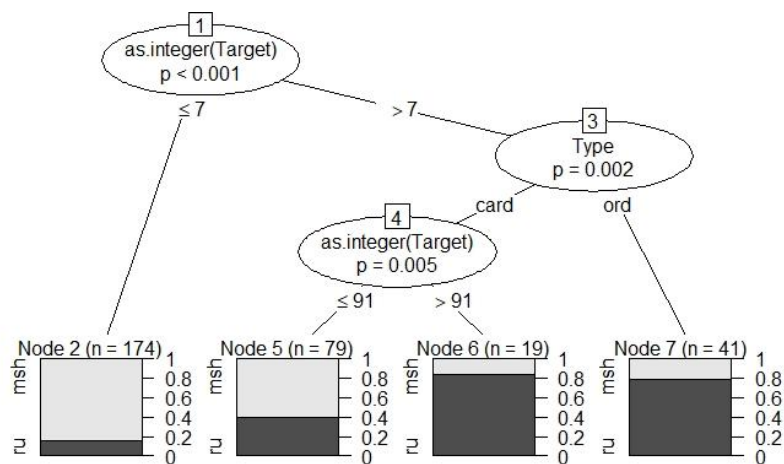 1
as.integer(Target)
p < 0.001
≤ 7
> 7
3
Type
p = 0.002
card
ord
4
as.integer(Target)
p = 0.005
≤ 91
> 91
Node 2 (n = 174)
msh
ru
1
0.8
0.6
0.4
0.2
0
Node 5 (n = 79)
msh
ru
1
0.8
0.6
0.4
0.2
0
Node 6 (n = 19)
msh
ru
1
0.8
0.6
0.4
0.2
0
Node 7 (n = 41)
msh
ru
1
0.8
0.6
0.4
0.2
0